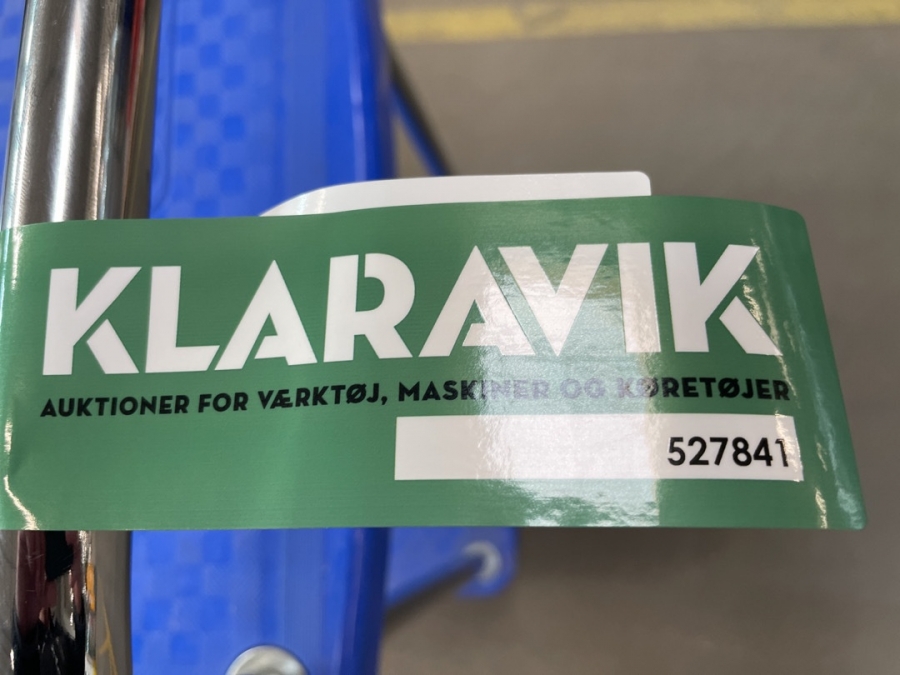 KLARAVIK
AUKTIONER FOR VÆRKTØJ, MASKINER OG KØRETØJER
527841